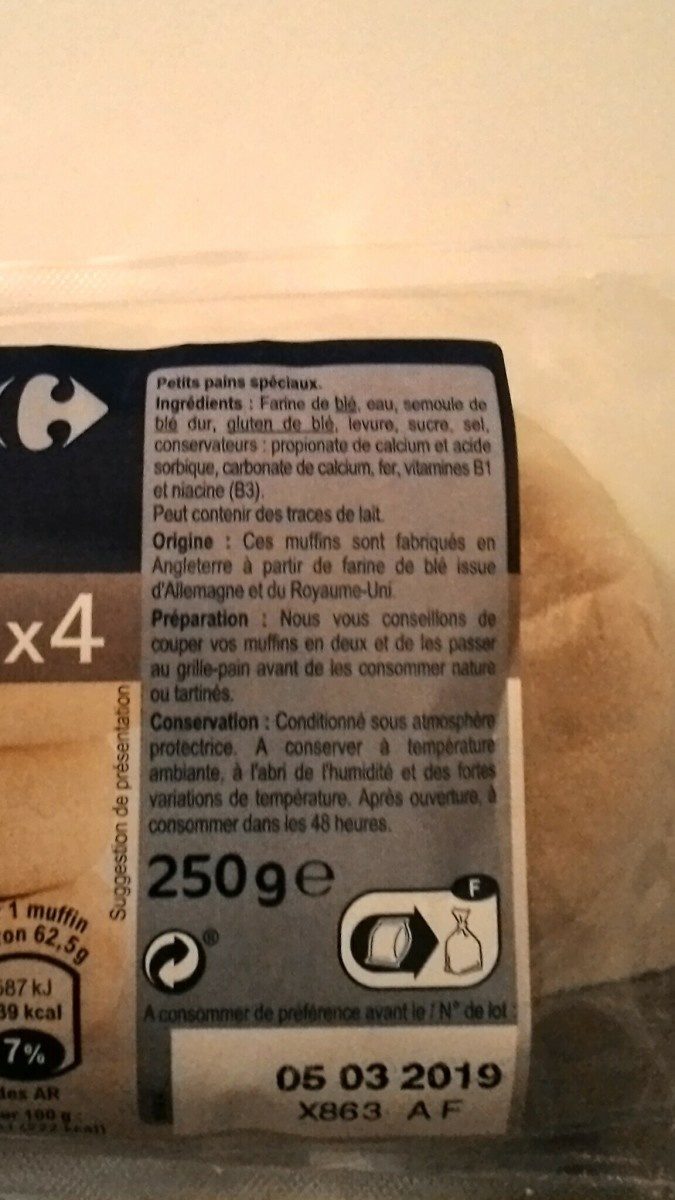 Petits pains spéciaux.
Ingrédients : Farine de blé, eau, semoule de
blé dur, gluten de blé, levure, sucre, sel,
conservateurs : propionate de calcium et acide
sorbique, carbonate de calcium, fer, vitamines B1
et niacine (B3).
Peut contenir des traces de lait.
Origine : Ces muffins sont fabriqués en
Angleterre à partir de farine de blé issue
d'Allemagne et du Royaume-Uni.
Préparation : Nous vous conseillons de
couper vos muffins en deux et de les passer
au grille-pain avant de les consommer nature
ou tartinés.
Conservation : Conditionné sous atmosphère
protectrice. A conserver à température
ambiante, à l'abri de l'humidité et des fortes
variations de température. Après ouverture, à
consommer dans les 48 heures.
250 g e
F
®
A consommer de préférence avant le / N° de lot :
05 03 2019
X863 AF
x4
Suggestion de présentation
1 muffin
62,5g
kJ
kcal
7%
AR
100 g :